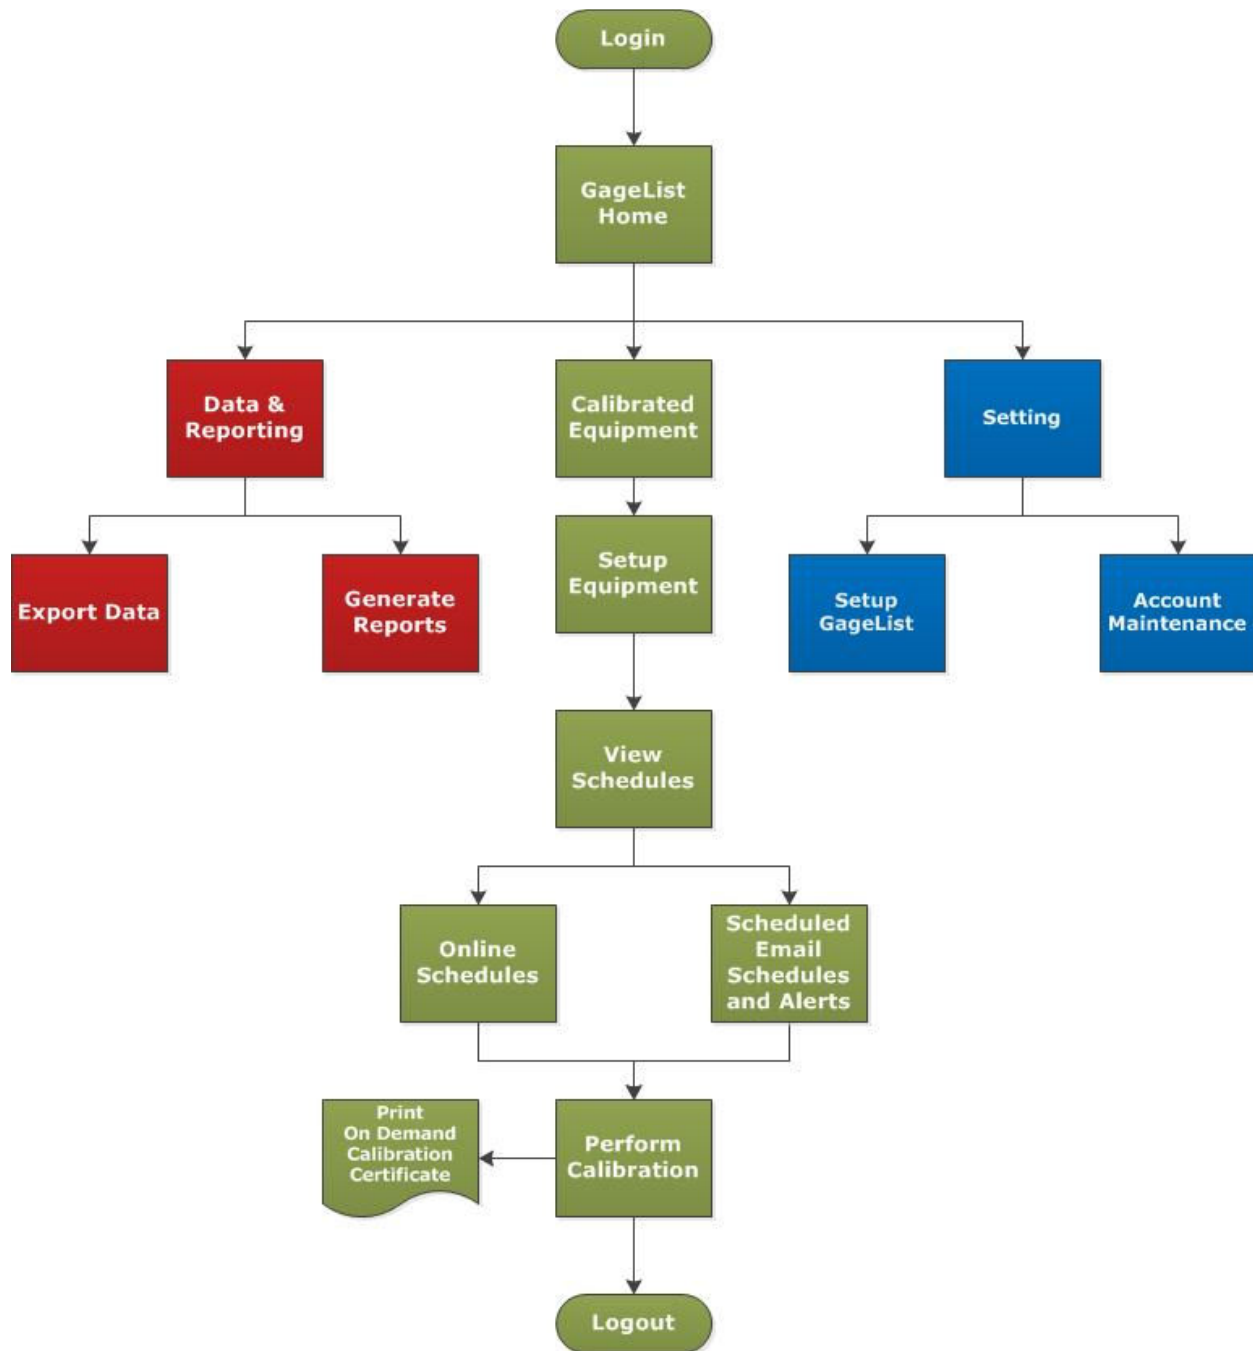 Login
GageList
Home
Data &
Reporting
Calibrated
Equipment
Setting
Export Data
Generate
Reports
Setup
Equipment
Setup
GageList
Account
Maintenance
View
Schedules
Online
Schedules
Scheduled
Email
Schedules
and Alerts
Print
On Demand
Calibration
Certificate
Perform
Calibration
Logout